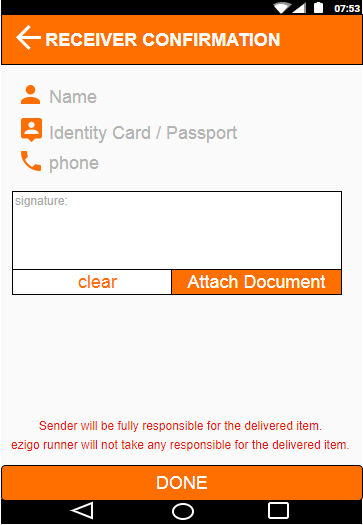 07:53
RECEIVER CONFIRMATION
Name
Identity Card / Passport
phone
signature:
clear Attach Document
Sender will be fully responsible for the delivered item.
ezigo runner will not take any responsible for the delivered item.
DONE